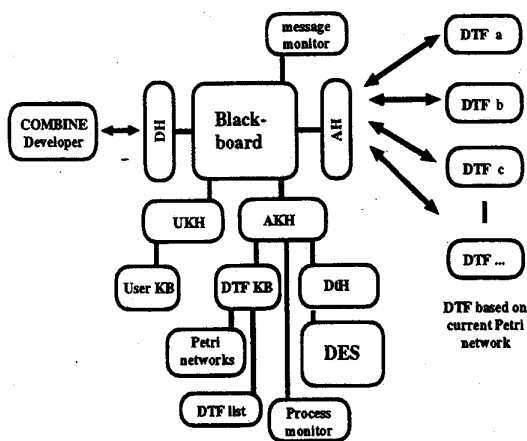 message
monitor
DTF a
COMBINE
Developer
DH
Black-
board
AH
DTF b
DTF c
UKH
AKH
DTF ...
User KB
DTF KB
DtH
DTF based on
current Petri
network
Petri
networks
DES
DTF list
Process
monitor